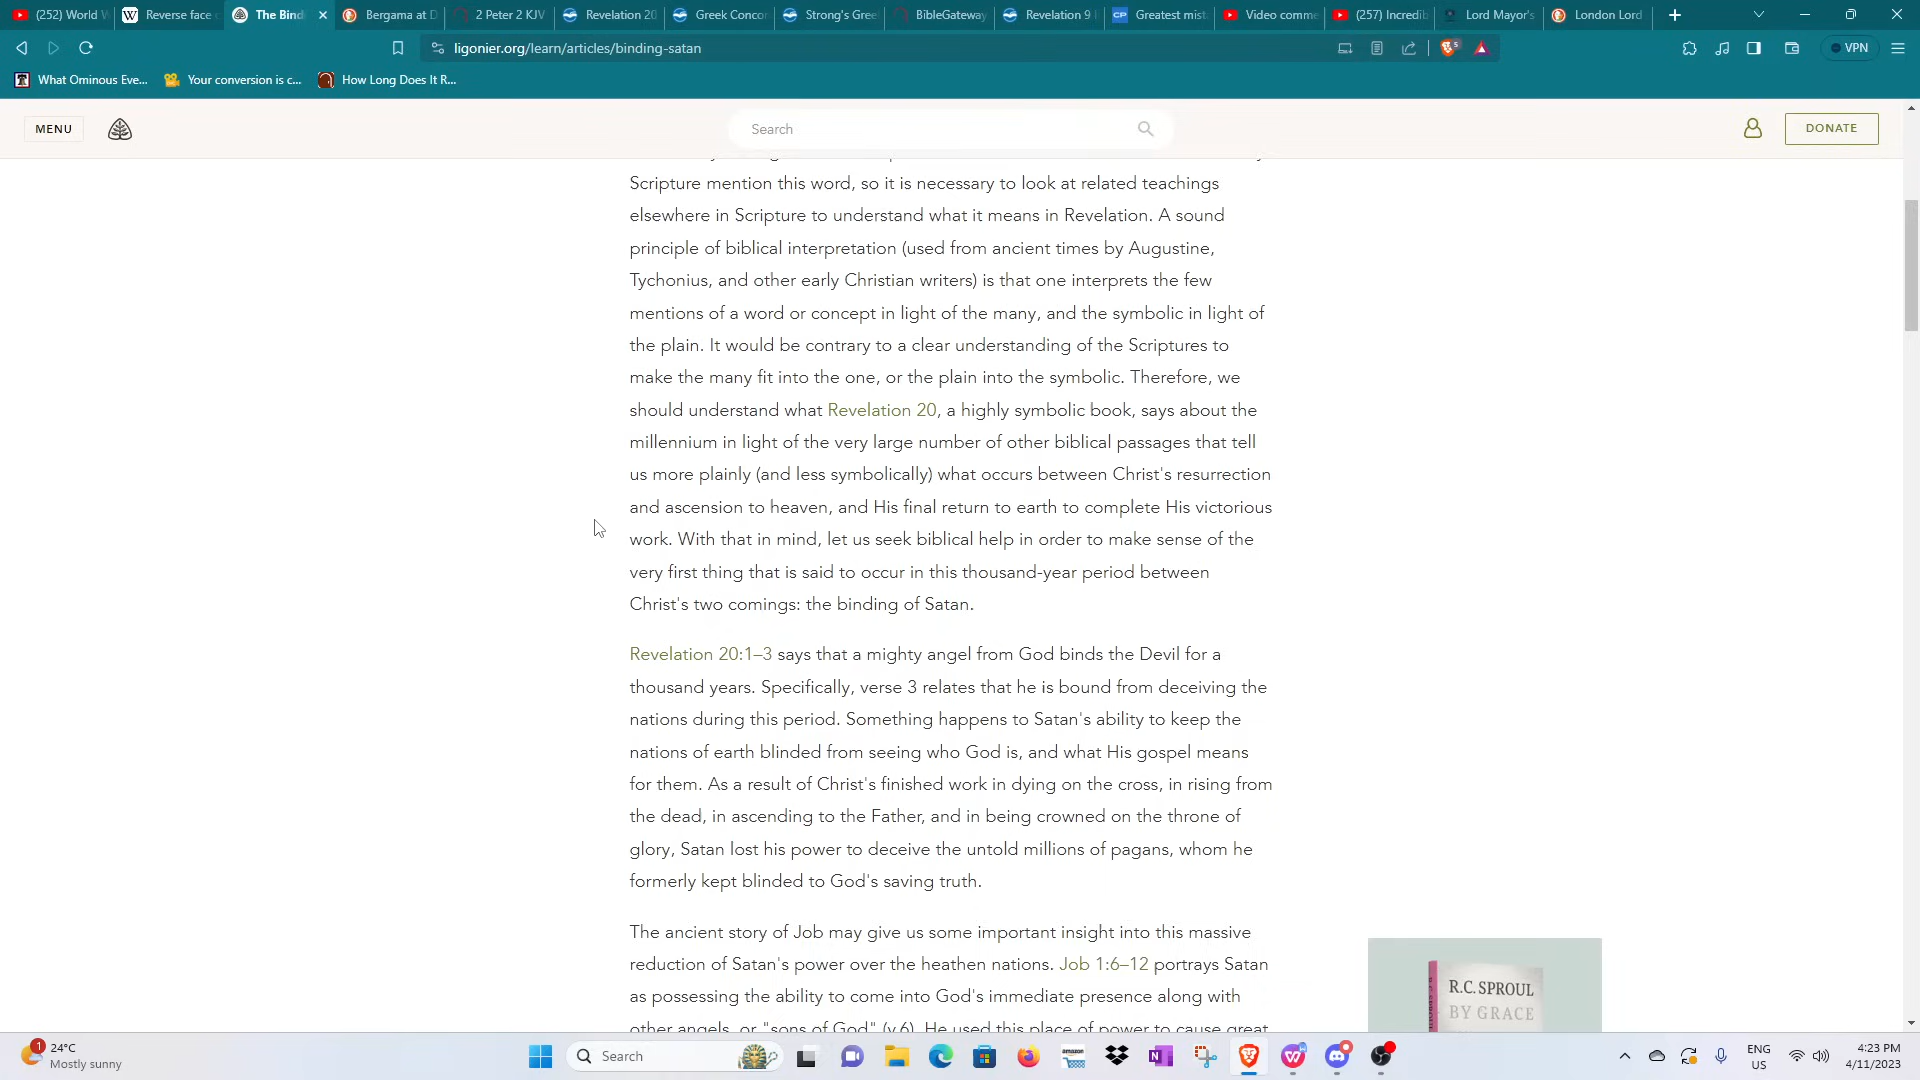 (252) World W
Reverse face
The Bind
Bergama at D
2 Peter 2 KJV
Revelation 20
Greek Concor
Strong's Gree
BibleGateway
Revelation 9
Greatest mist
Video comme
(257) Incredib
Lord Mayor's
London Lord
ligonier.org/learn/articles/binding-satan
VPN
What Ominous Eve...
Your conversion is c...
How Long Does It R...
MENU
Search
DONATE
Scripture mention this word, so it is necessary to look at related teachings
elsewhere in Scripture to understand what it means in Revelation. A sound
principle of biblical interpretation (used from ancient times by Augustine,
Tychonius, and other early Christian writers) is that one interprets the few
mentions of a word or concept in light of the many, and the symbolic in light of
the plain. It would be contrary to a clear understanding of the Scriptures to
make the many fit into the one, or the plain into the symbolic. Therefore, we
should understand what Revelation 20, a highly symbolic book, says about the
millennium in light of the very large number of other biblical passages that tell
us more plainly (and less symbolically) what occurs between Christ's resurrection
and ascension to heaven, and His final return to earth to complete His victorious
work. With that in mind, let us seek biblical help in order to make sense of the
very first thing that is said to occur in this thousand-year period between
Christ's two comings: the binding of Satan.
Revelation 20:1–3 says that a mighty angel from God binds the Devil for a
thousand years. Specifically, verse 3 relates that he is bound from deceiving the
nations during this period. Something happens to Satan's ability to keep the
nations of earth blinded from seeing who God is, and what His gospel means
for them. As a result of Christ's finished work in dying on the cross, in rising from
the dead, in ascending to the Father, and in being crowned on the throne of
glory, Satan lost his power to deceive the untold millions of pagans, whom he
formerly kept blinded to God's saving truth.
The ancient story of Job may give us some important insight into this massive
reduction of Satan's power over the heathen nations. Job 1:6–12 portrays Satan
as possessing the ability to come into God's immediate presence along with
other angels, or "sons of God" (v.6). He used this place of power to cause great
R.C. SPROUL
BY GRACE
24°C
Mostly sunny
Search
ENG
US
4:23 PM
4/11/2023